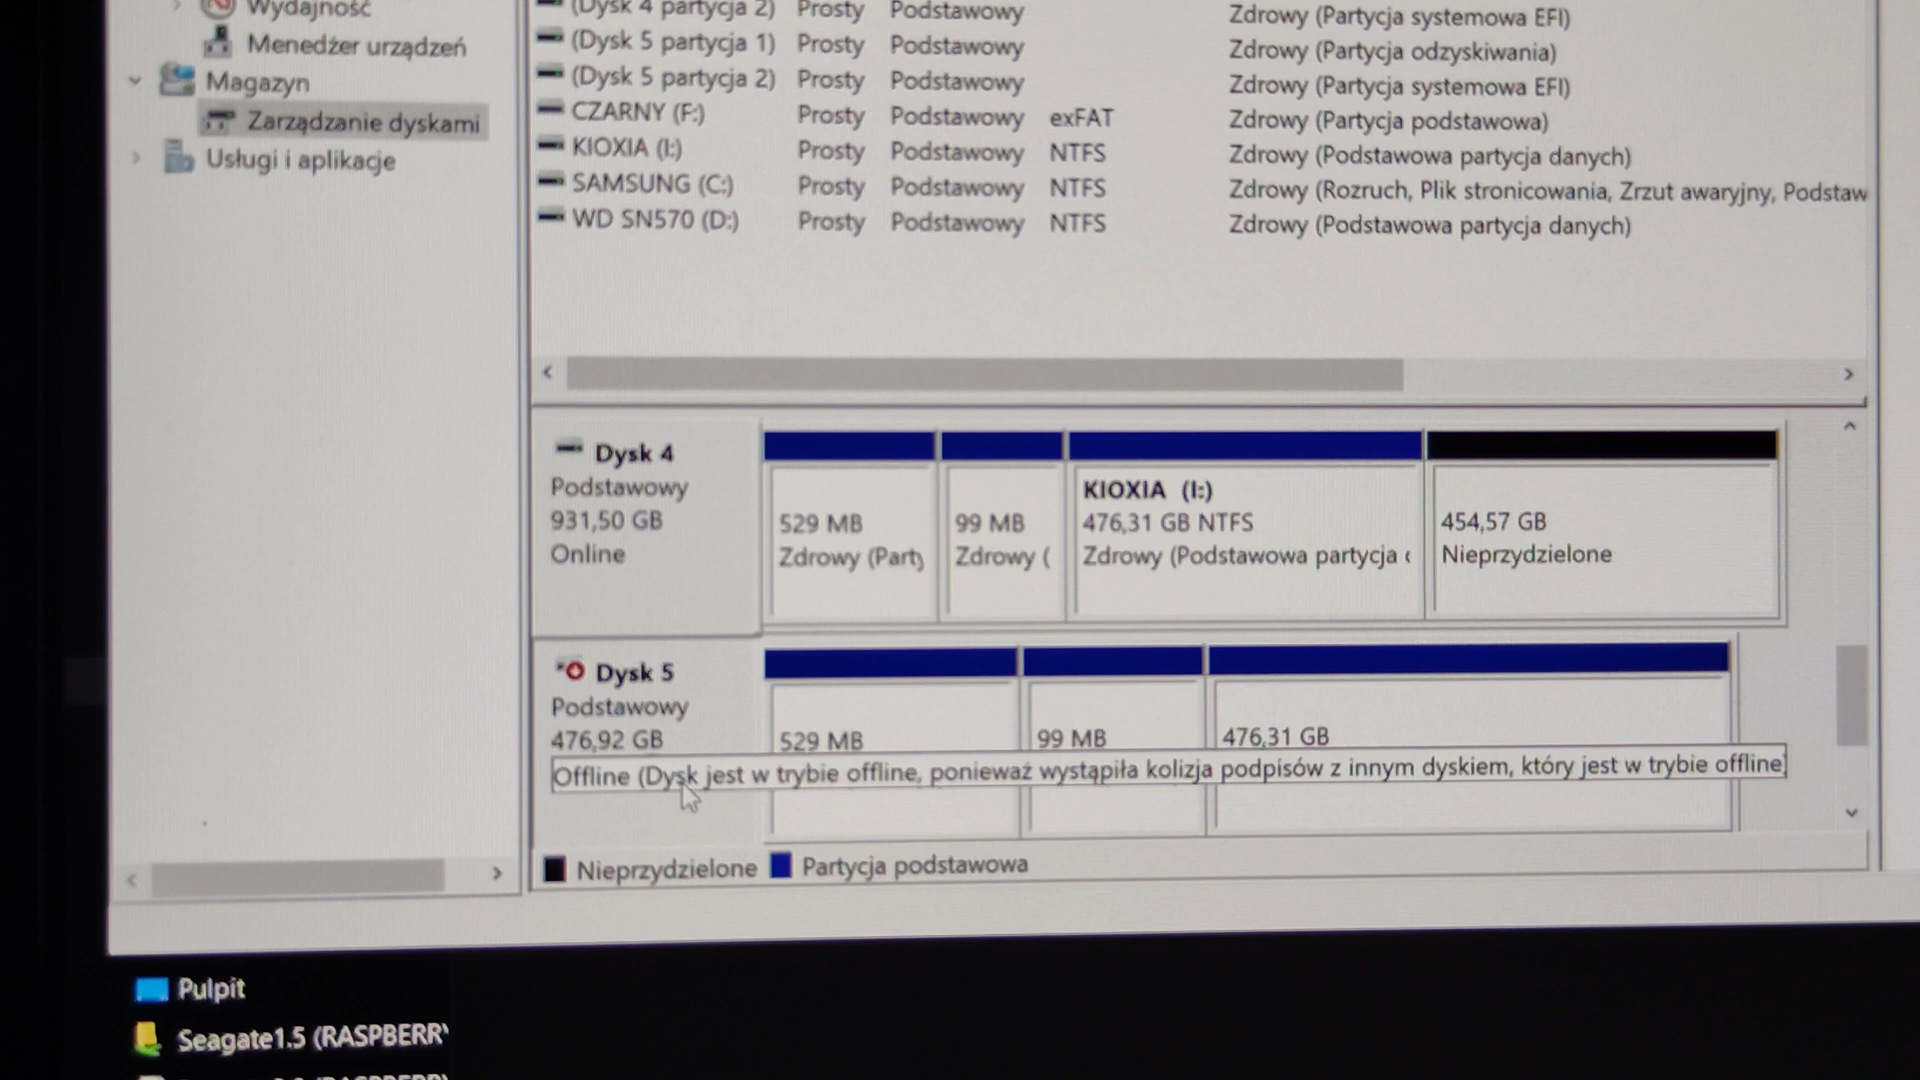 Wydajność
Menedżer urządzeń
Magazyn
Zarządzanie dyskami
Usługi i aplikacje
(Dysk 4 partycja 2) Prosty Podstawowy Zdrowy (Partycja systemowa EFI)
(Dysk 5 partycja 1) Prosty Podstawowy Zdrowy (Partycja odzyskiwania)
(Dysk 5 partycja 2) Prosty Podstawowy Zdrowy (Partycja systemowa EFI)
CZARNY (F:) Prosty Podstawowy exFAT Zdrowy (Partycja podstawowa)
KIOXIA (I:) Prosty Podstawowy NTFS Zdrowy (Podstawowa partycja danych)
SAMSUNG (C:) Prosty Podstawowy NTFS Zdrowy (Rozruch, Plik stronicowania, Zrzut awaryjny, Podstaw
WD SN570 (D:) Prosty Podstawowy NTFS Zdrowy (Podstawowa partycja danych)
Dysk 4
Podstawowy
931,50 GB
Online
529 MB
Zdrowy (Party
99 MB
Zdrowy (
KIOXIA (I:)
476,31 GB NTFS
Zdrowy (Podstawowa partycja
454,57 GB
Nieprzydzielone
Dysk 5
Podstawowy
476,92 GB
529 MB
99 MB
476,31 GB
Offline (Dysk jest w trybie offline, ponieważ wystąpiła kolizja podpisów z innym dyskiem, który jest w trybie offline
Nieprzydzielone Partycja podstawowa
Pulpit
Seagate1.5 (RASPBERR